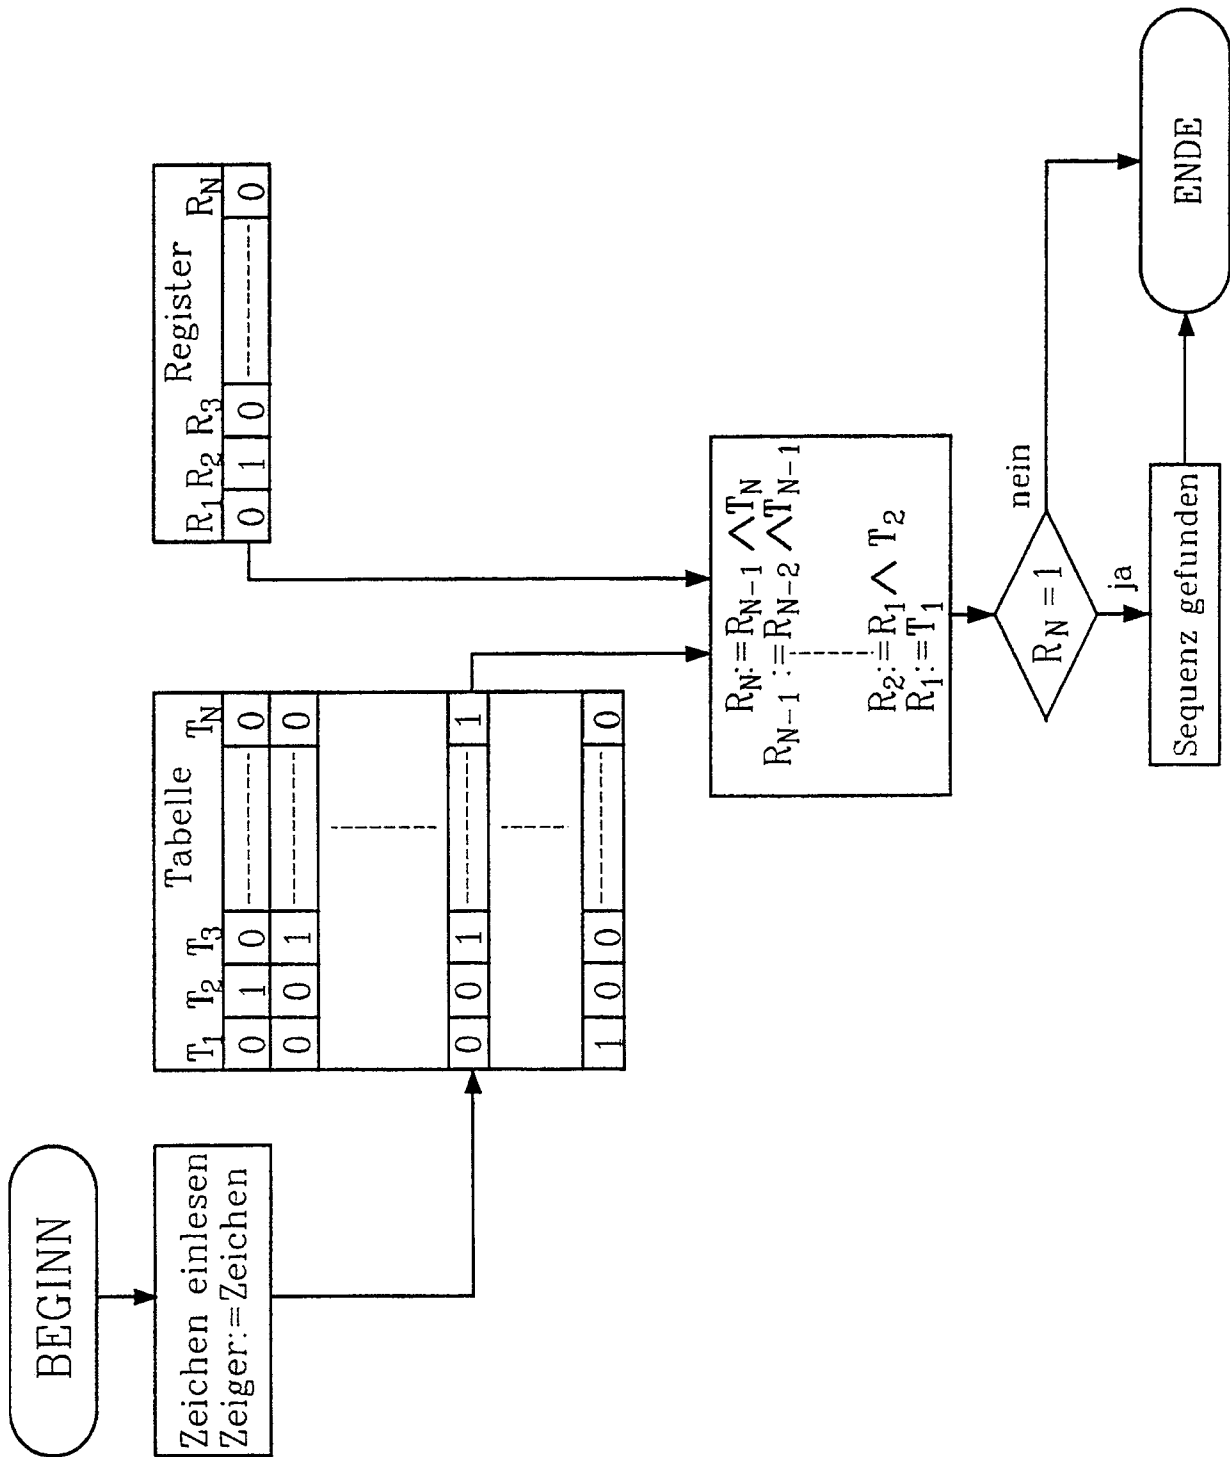 BEGINN
Zeichen einlesen
Zeiger:=Zeichen
Tabelle
T1 T2 T3 TN
0 1 0 -------- 0
0 0 1 -------- 0
--------
0 0 1 -------- 1
------
1 0 0 -------- 0
Register
R1 R2 R3 RN
0 1 0 -------- 0
RN:=RN-1 ∧TN
RN-1 :=RN-2 ∧TN-1
--------
R2:=R1 ∧ T2
R1:=T1
RN =1
nein
ja
Sequenz gefunden
ENDE